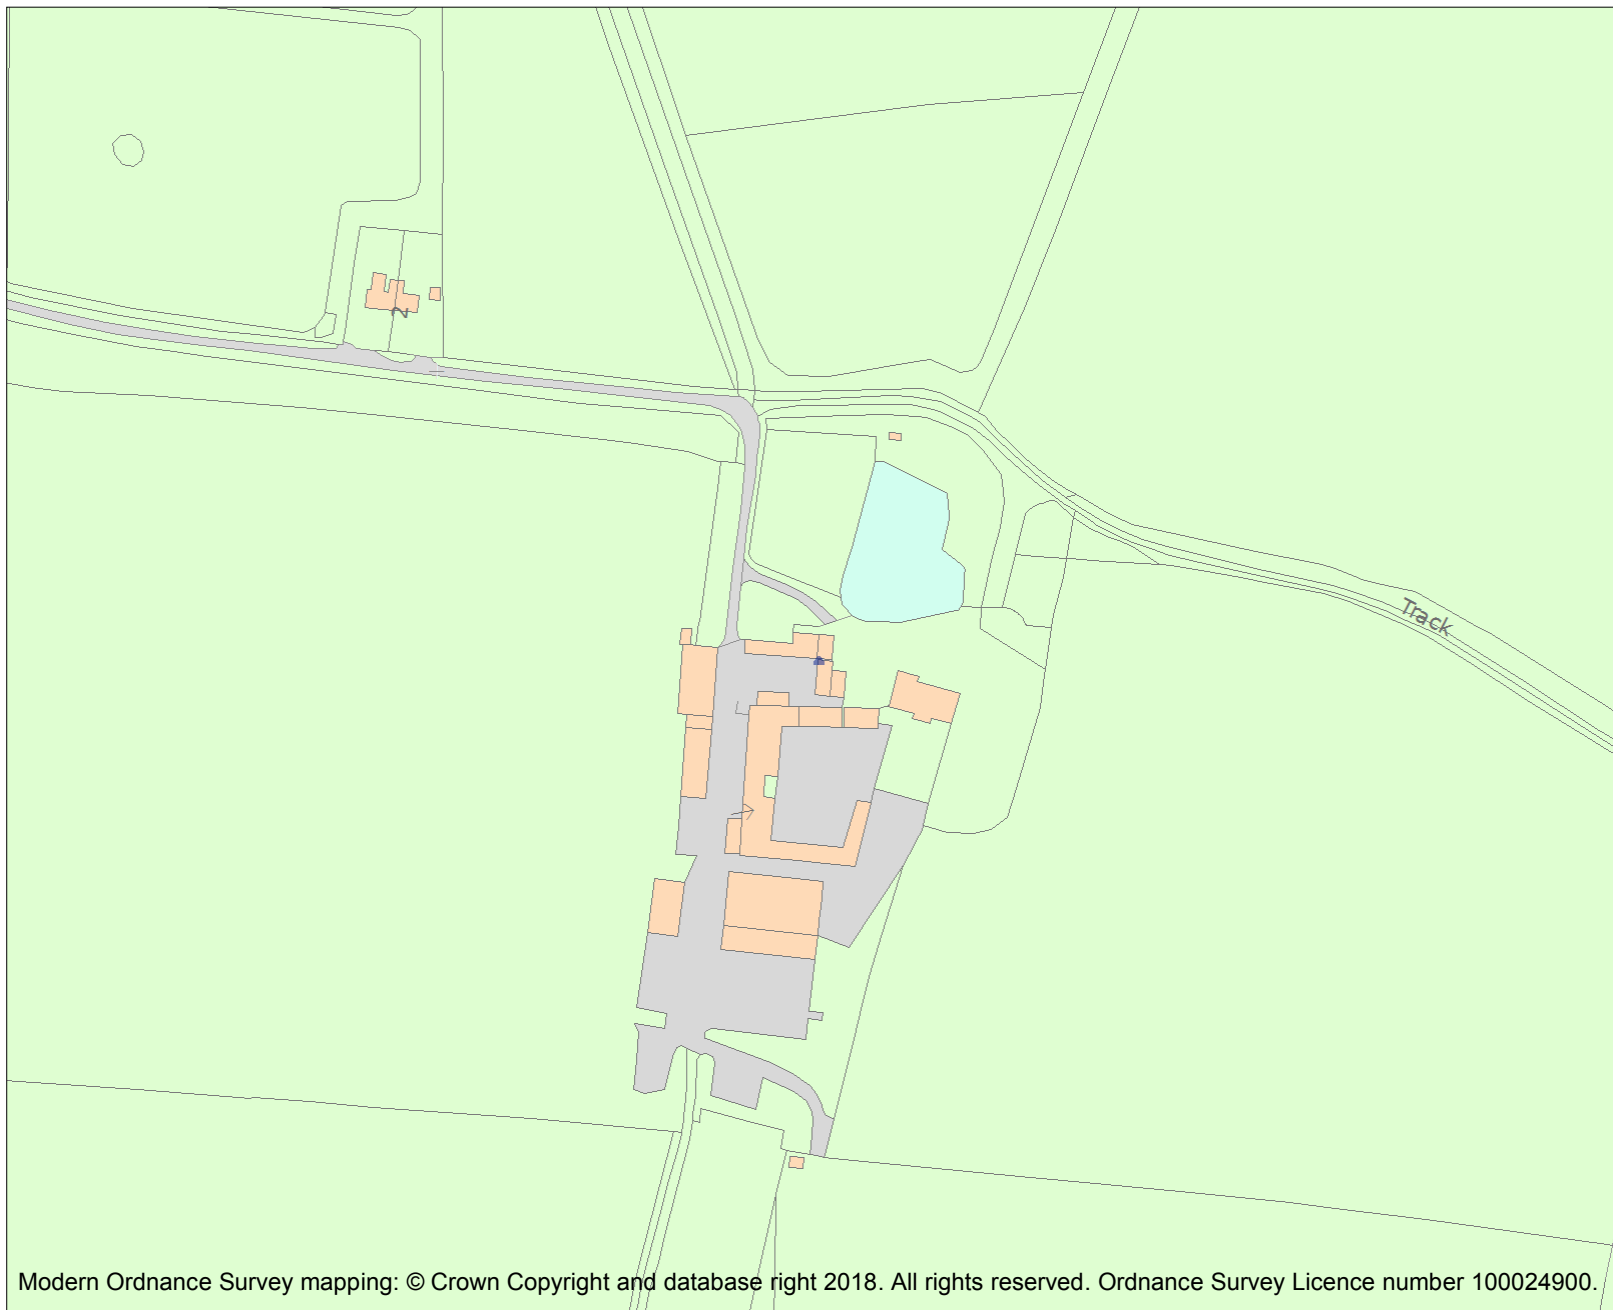 2
Track
Modern Ordnance Survey mapping: © Crown Copyright and database right 2018. All rights reserved. Ordnance Survey Licence number 100024900.